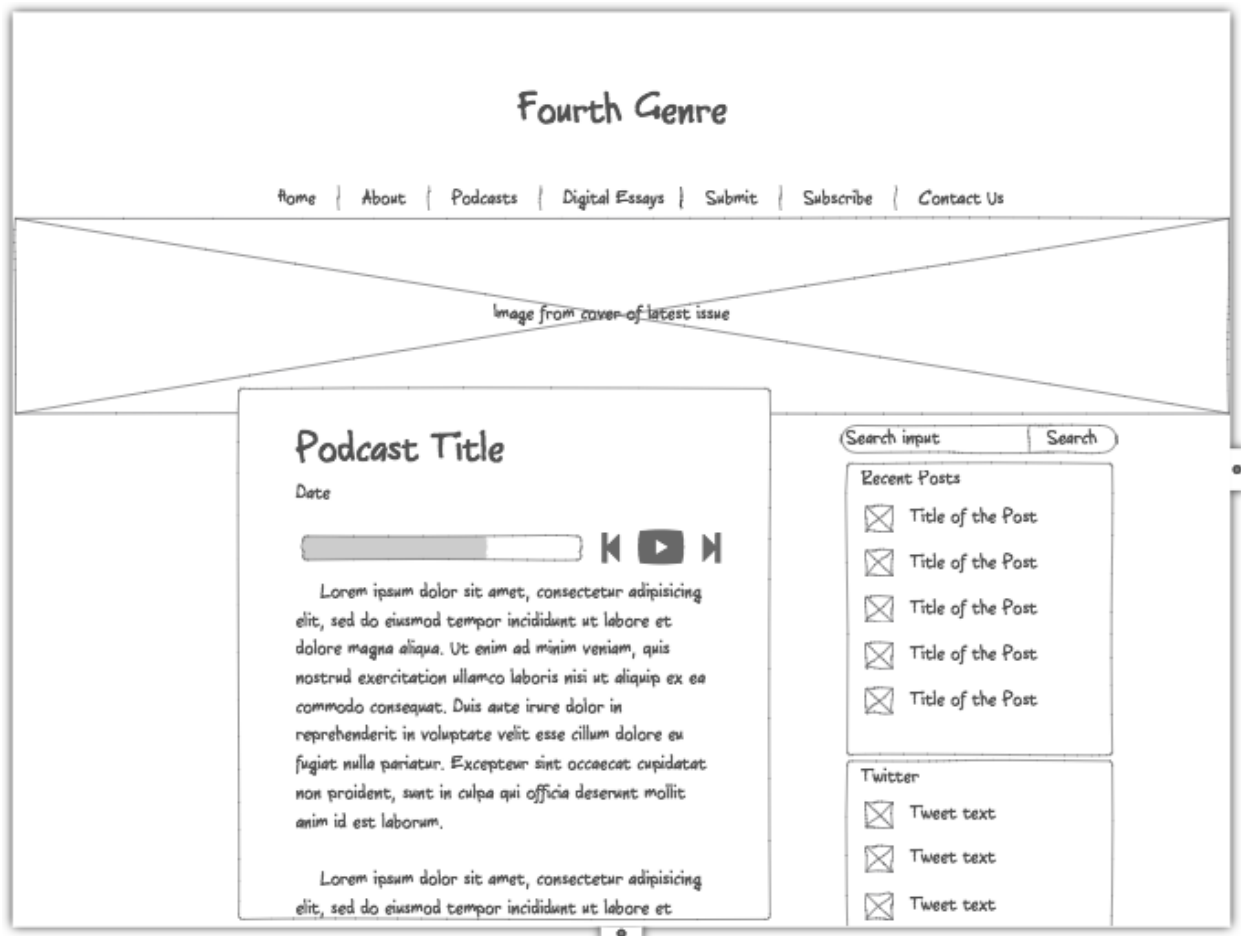 Fourth Genre
Home | About | Podcasts | Digital Essays | Submit | Subscribe | Contact Us
Image from cover of latest issue
Podcast Title
Date
Lorem ipsum dolor sit amet, consectetur adipisicing
elit, sed do eiusmod tempor incididunt ut labore et
dolore magna aliqua. Ut enim ad minim veniam, quis
nostrud exercitation ullamco laboris nisi ut aliquip ex ea
commodo consequat. Duis aute irure dolor in
reprehenderit in voluptate velit esse cillum dolore eu
fugiat nulla pariatur. Excepteur sint occaecat cupidatat
non proident, sunt in culpa qui officia deserunt mollit
anim id est laborum.
Lorem ipsum dolor sit amet, consectetur adipisicing
elit, sed do eiusmod tempor incididunt ut labore et
Search input Search
Recent Posts
Title of the Post
Title of the Post
Title of the Post
Title of the Post
Title of the Post
Twitter
Tweet text
Tweet text
Tweet text